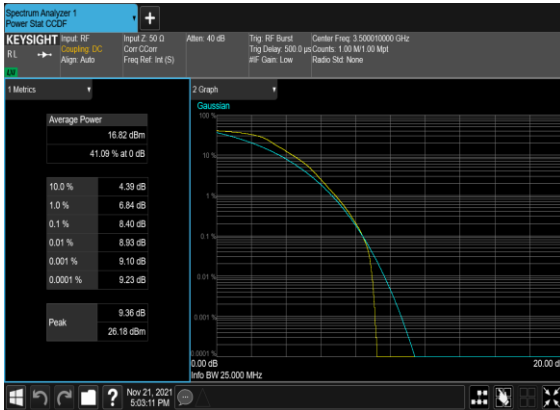 Spectrum Analyzer 1
Power Stat CCDF
+
KEYSIGHT
RL
Input: RF
Coupling: DC
Align: Auto
Input Z: 50 Ω
Corr CCorr
Freq Ref: Int (S)
Atten: 40 dB
Trig: RF Burst
Trig Delay: 500.0 µs
#IF Gain: Low
Center Freq: 3.500010000 GHz
Counts: 1.00 M/1.00 Mpt
Radio Std: None
1 Metrics
Average Power
16.82 dBm
41.09 % at 0 dB
10.0 % 4.39 dB
1.0 % 6.84 dB
0.1 % 8.40 dB
0.01 % 8.93 dB
0.001 % 9.10 dB
0.0001 % 9.23 dB
Peak
9.36 dB
26.18 dBm
2 Graph
Gaussian
100 %
10 %
1 %
0.1 %
0.01 %
0.001 %
0.0001 %
0.00 dB
20.00 d
Info BW 25.000 MHz
?
Nov 21, 2021
5:03:11 PM